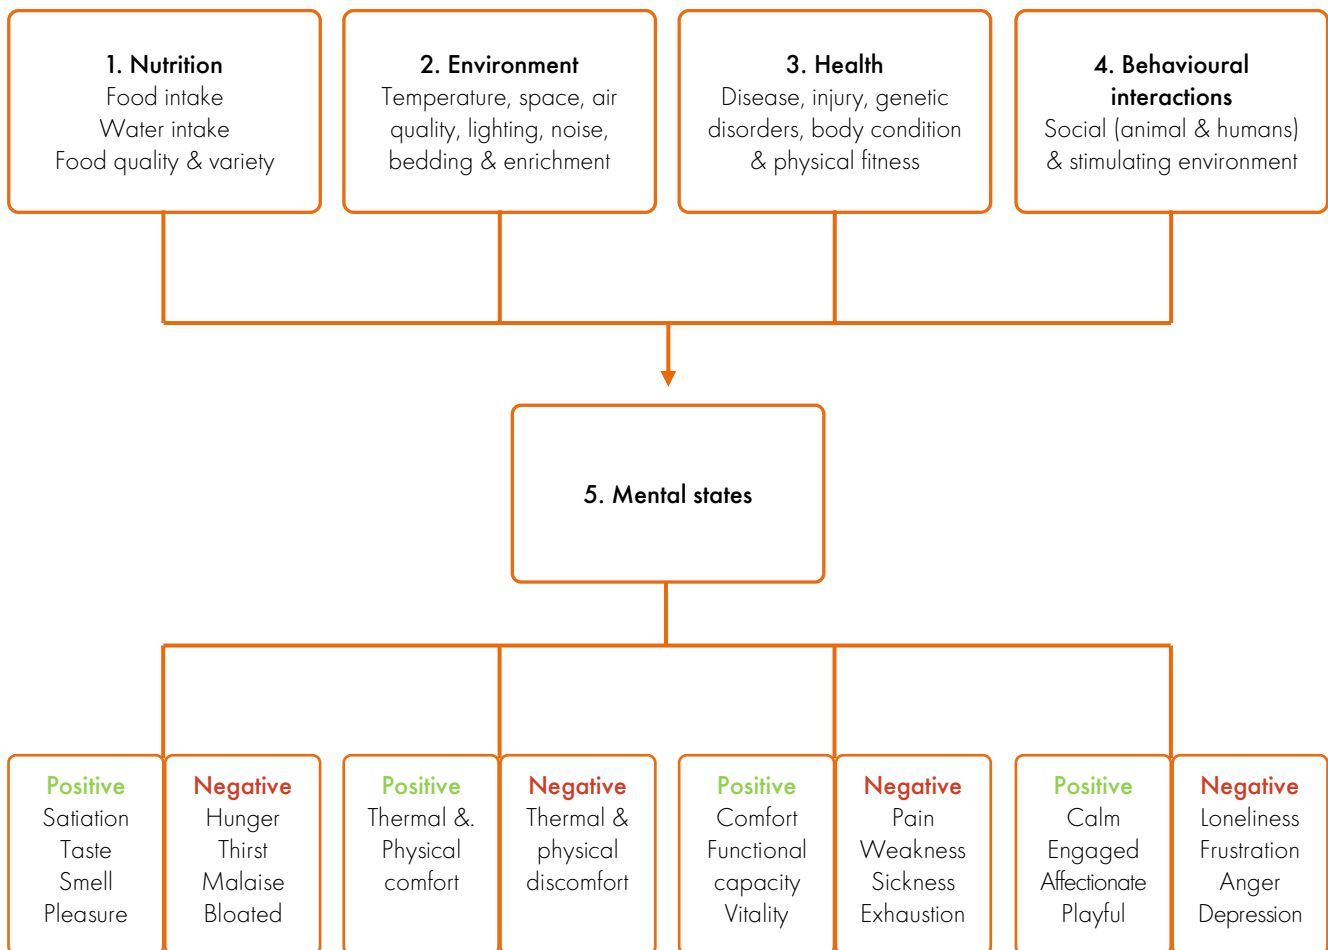 1. Nutrition
Food intake
Water intake
Food quality & variety
2. Environment
Temperature, space, air
quality, lighting, noise,
bedding & enrichment
3. Health
Disease, injury, genetic
disorders, body condition
& physical fitness
4. Behavioural
interactions
Social (animal & humans)
& stimulating environment
5. Mental states
Positive
Satiation
Taste
Smell
Pleasure
Negative
Hunger
Thirst
Malaise
Bloated
Positive
Thermal &.
Physical
comfort
Negative
Thermal &
physical
discomfort
Positive
Comfort
Functional
capacity
Vitality
Negative
Pain
Weakness
Sickness
Exhaustion
Positive
Calm
Engaged
Affectionate
Playful
Negative
Loneliness
Frustration
Anger
Depression